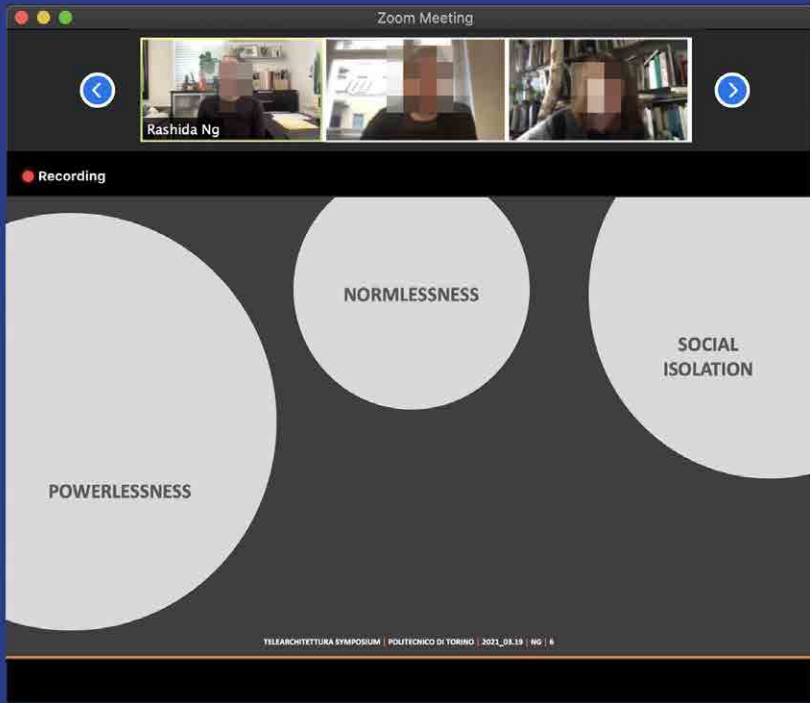 Zoom Meeting
Rashida Ng
Recording
NORMLESSNESS
SOCIAL
ISOLATION
POWERLESSNESS
TELEARCHITETTURA SYMPOSIUM | POLITECNICO DI TORINO | 2021_03.19 | NG | 6